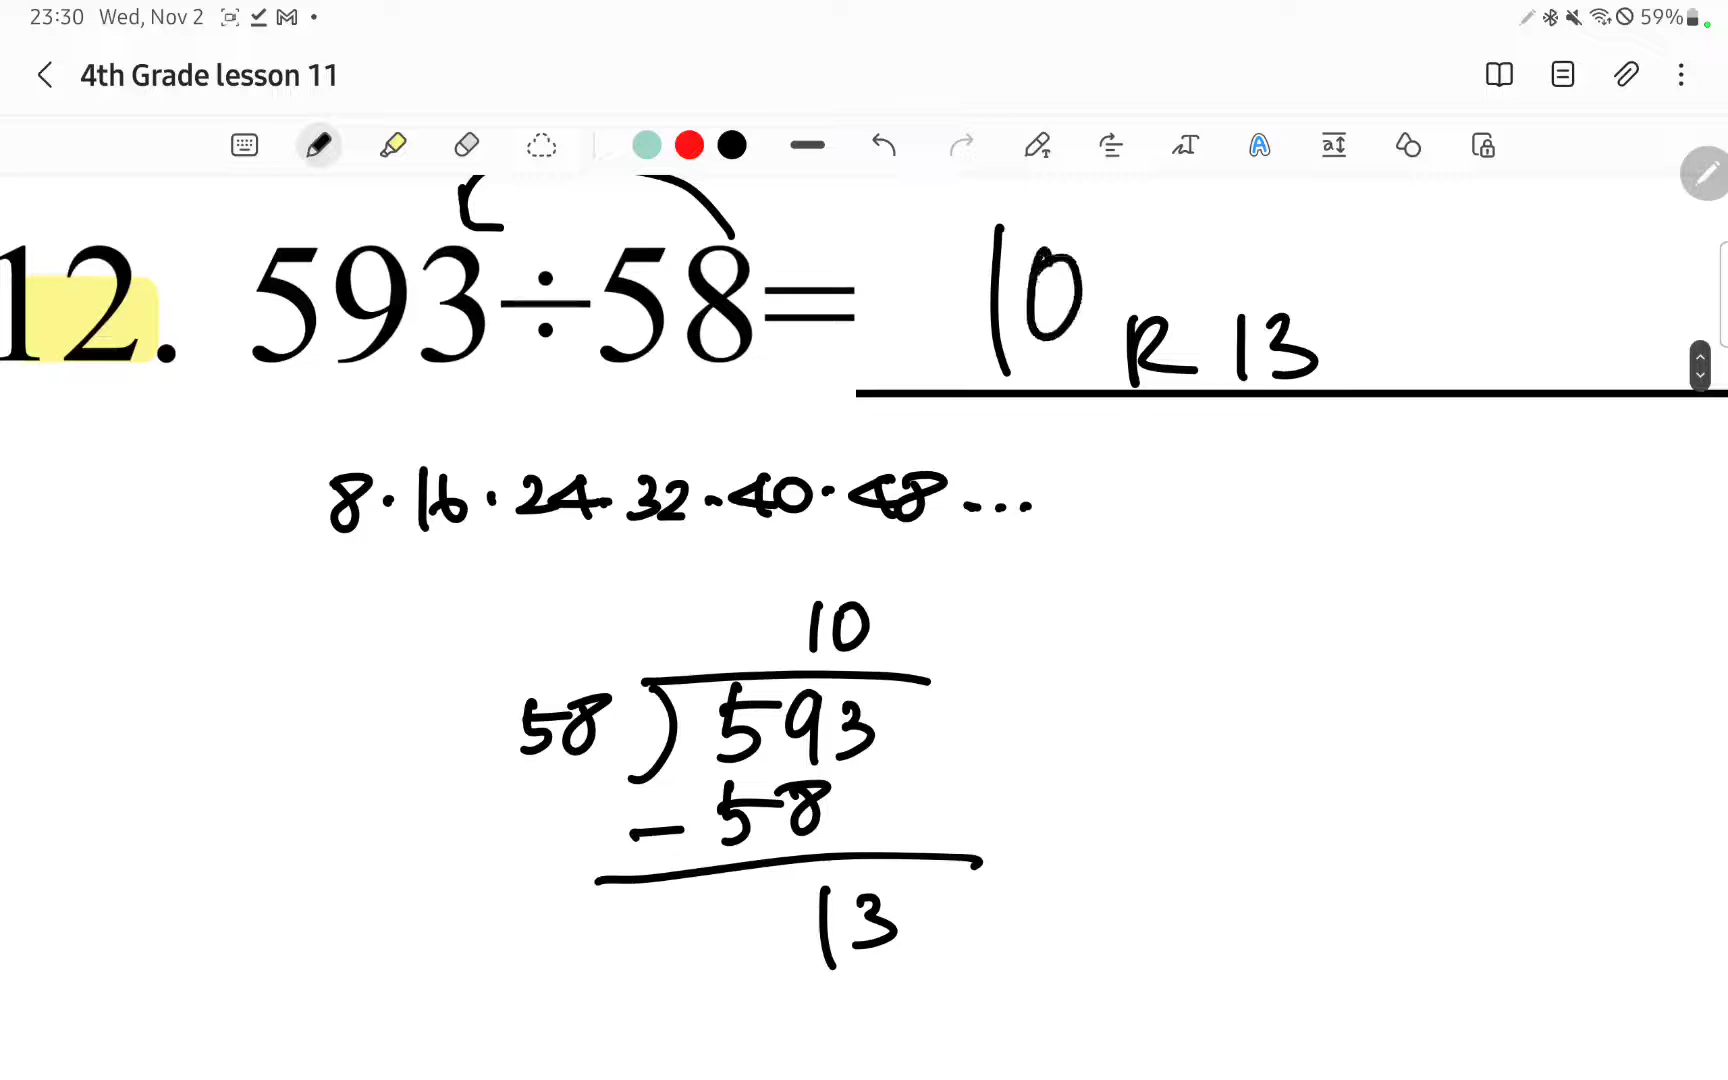 23:30 Wed, Nov 2 59%
4th Grade lesson 11
12. 593÷58= 10 R 13
8 · 16 · 24 · 32 · 40 · 48 ...
10
58 ) 593
- 58
13